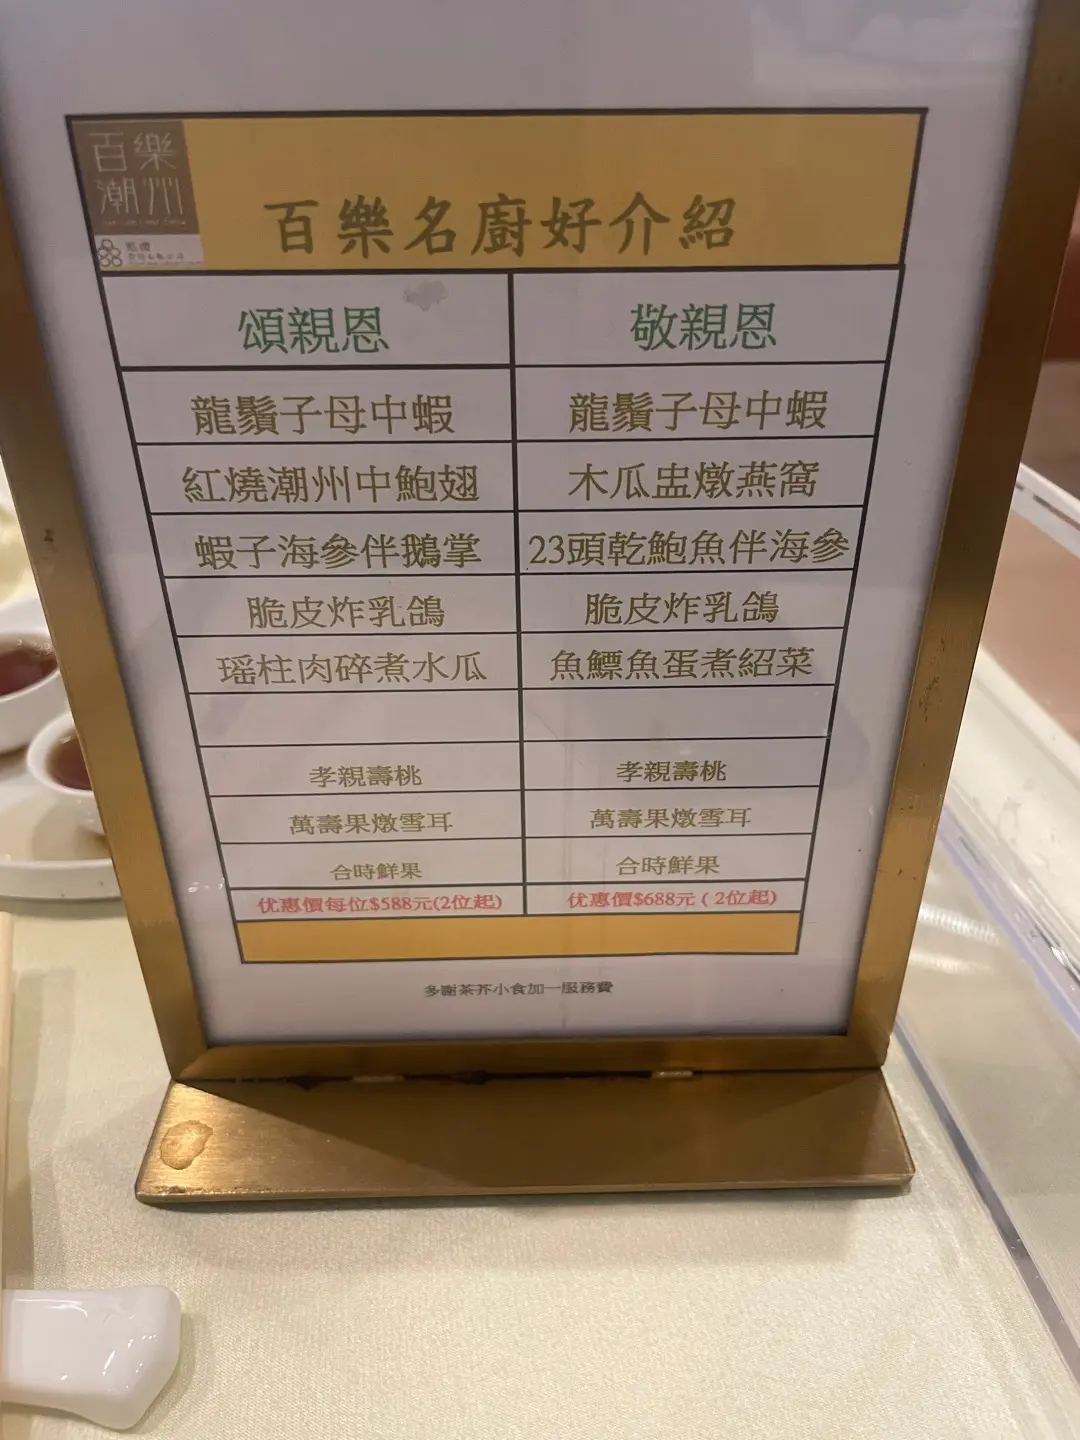 百樂
潮州
百樂名廚好介紹
頌親恩 敬親恩
龍鬚子母中蝦 龍鬚子母中蝦
紅燒潮州中鮑翅 木瓜盅燉燕窩
蝦子海參伴鵝掌 23頭乾鮑魚伴海參
脆皮炸乳鴿 脆皮炸乳鴿
瑶柱肉碎煮水瓜 魚鰾魚蛋煮紹菜
孝親壽桃 孝親壽桃
萬壽果燉雪耳 萬壽果燉雪耳
合時鮮果 合時鮮果
优惠價每位$588元(2位起) 优惠價$688元 ( 2位起)
多謝茶芥小食加一服務費